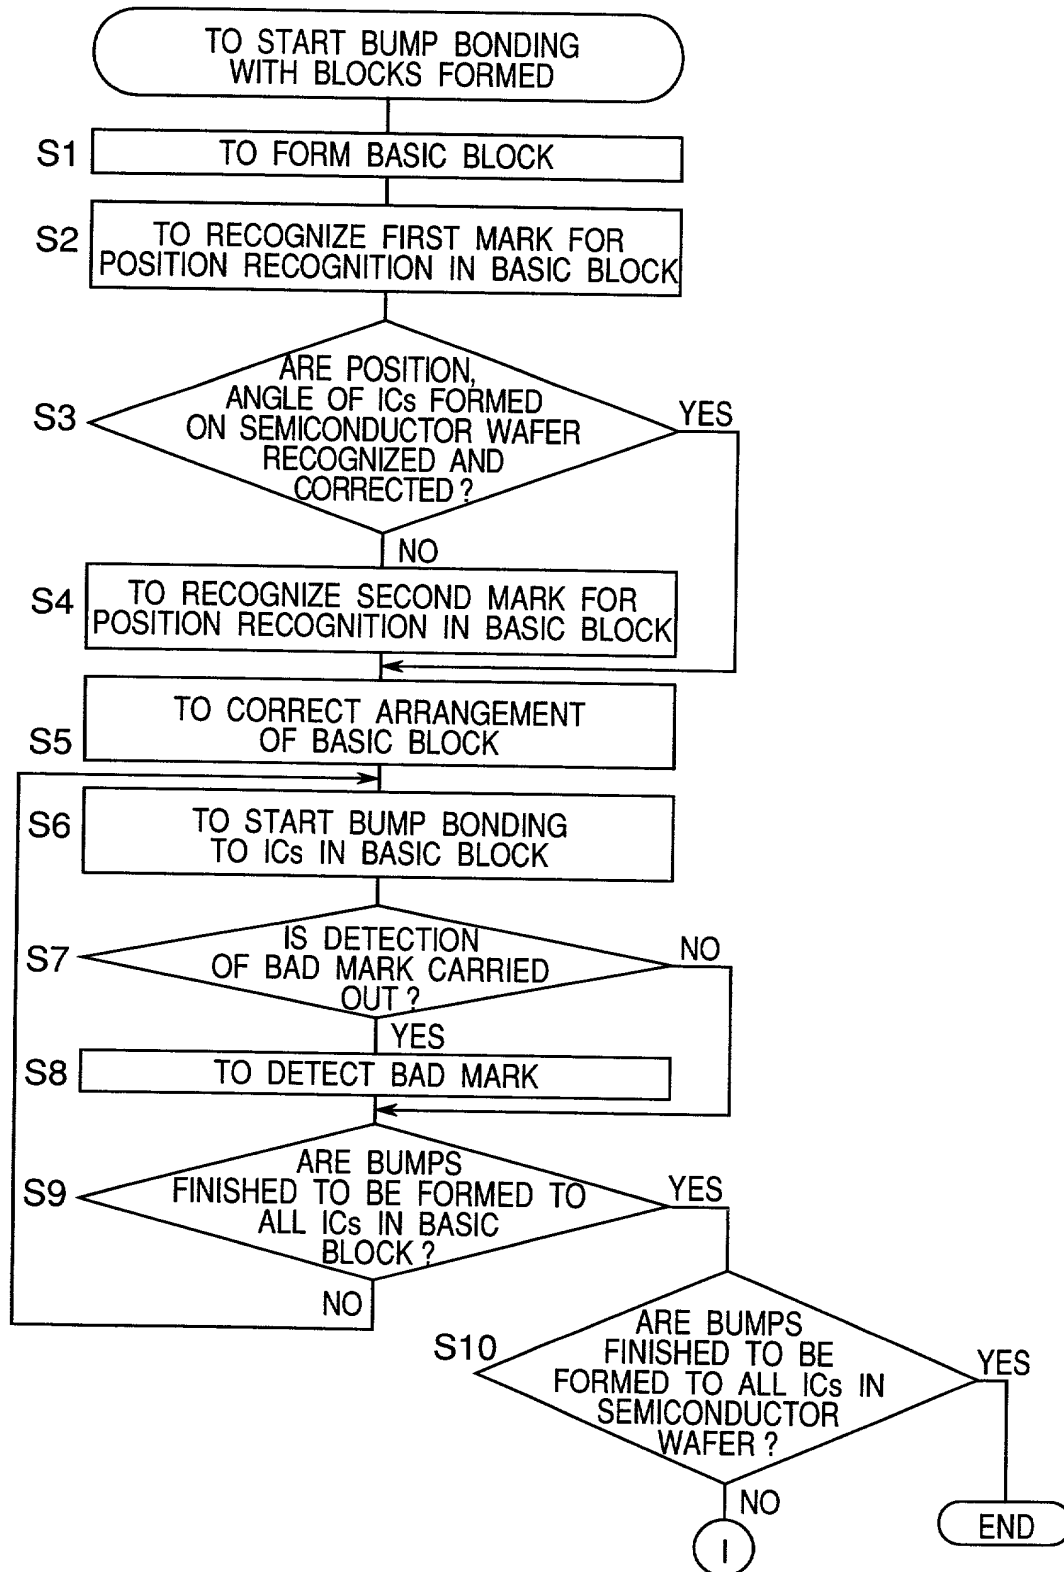 TO START BUMP BONDING
WITH BLOCKS FORMED
S1
TO FORM BASIC BLOCK
S2
TO RECOGNIZE FIRST MARK FOR
POSITION RECOGNITION IN BASIC BLOCK
S3
ARE POSITION,
ANGLE OF ICs FORMED
ON SEMICONDUCTOR WAFER
RECOGNIZED AND
CORRECTED ?
YES
NO
S4
TO RECOGNIZE SECOND MARK FOR
POSITION RECOGNITION IN BASIC BLOCK
S5
TO CORRECT ARRANGEMENT
OF BASIC BLOCK
S6
TO START BUMP BONDING
TO ICs IN BASIC BLOCK
S7
IS DETECTION
OF BAD MARK CARRIED
OUT ?
NO
YES
S8
TO DETECT BAD MARK
S9
ARE BUMPS
FINISHED TO BE FORMED TO
ALL ICs IN BASIC
BLOCK ?
YES
NO
S10
ARE BUMPS
FINISHED TO BE
FORMED TO ALL ICs IN
SEMICONDUCTOR
WAFER ?
YES
NO
I
END